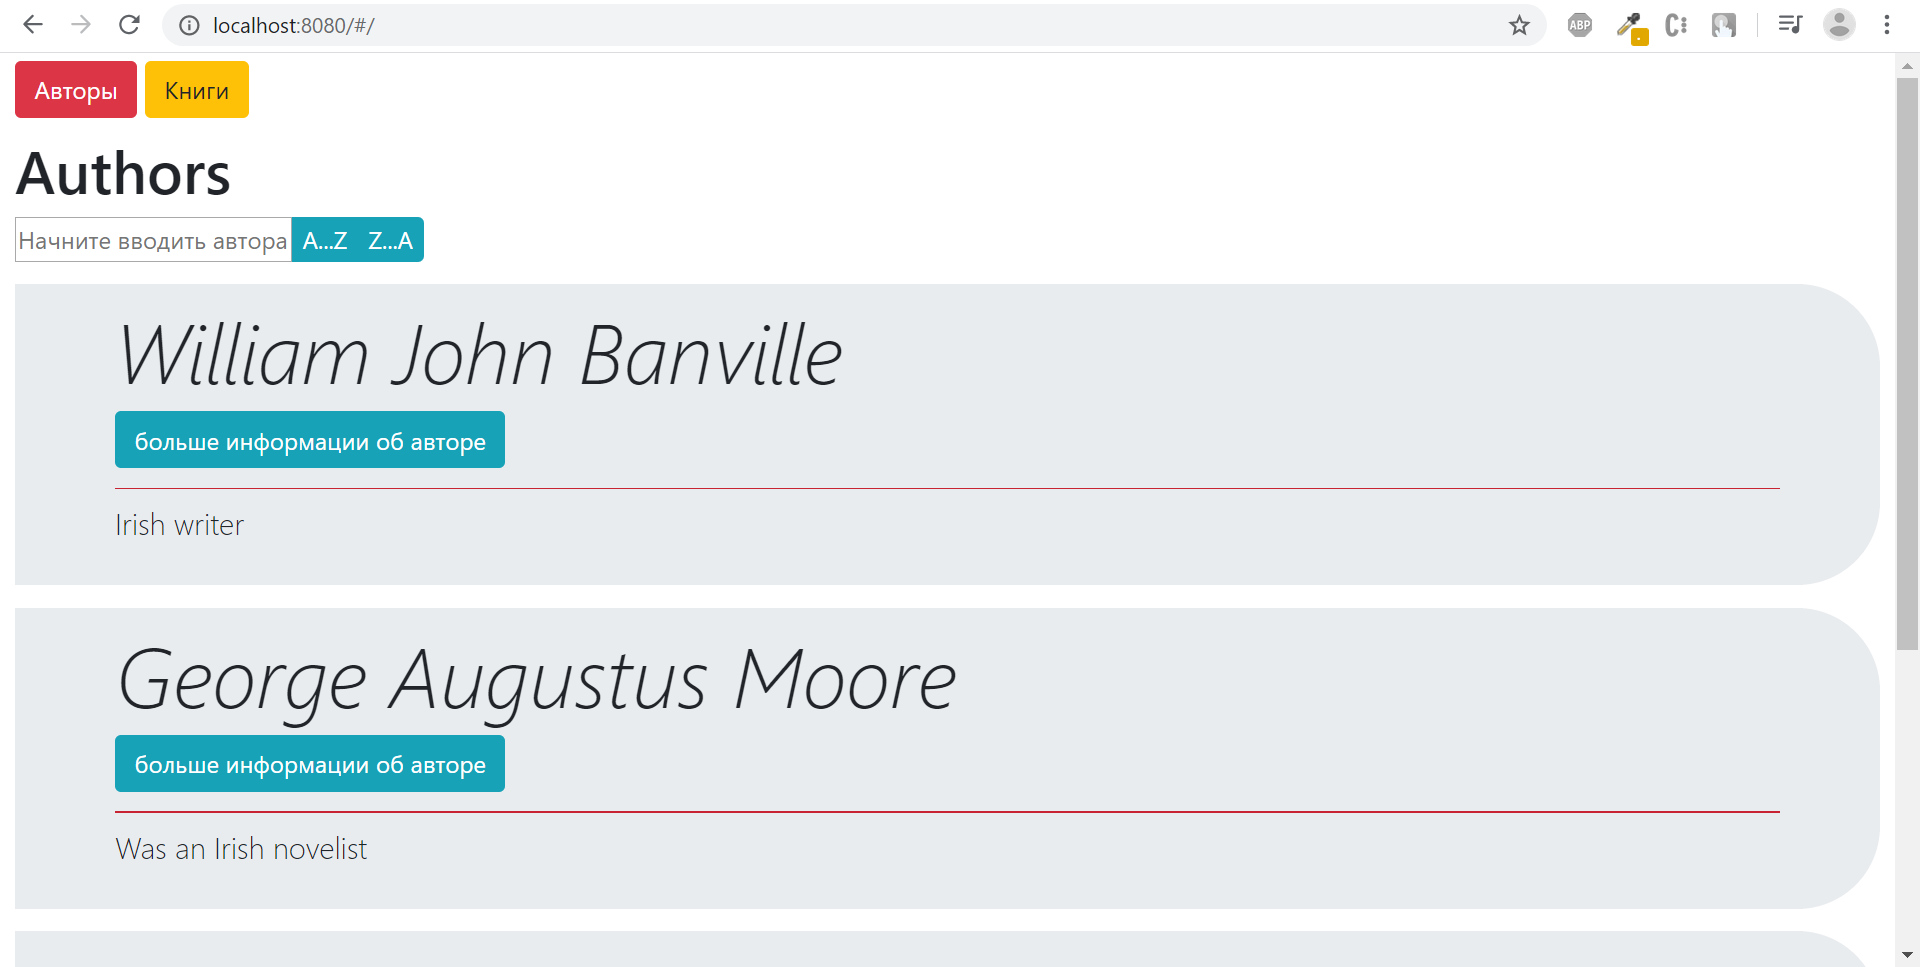 localhost:8080/#/
ABP
Авторы Книги
Authors
Начните вводить автора A...Z Z...A
William John Banville
больше информации об авторе
Irish writer
George Augustus Moore
больше информации об авторе
Was an Irish novelist